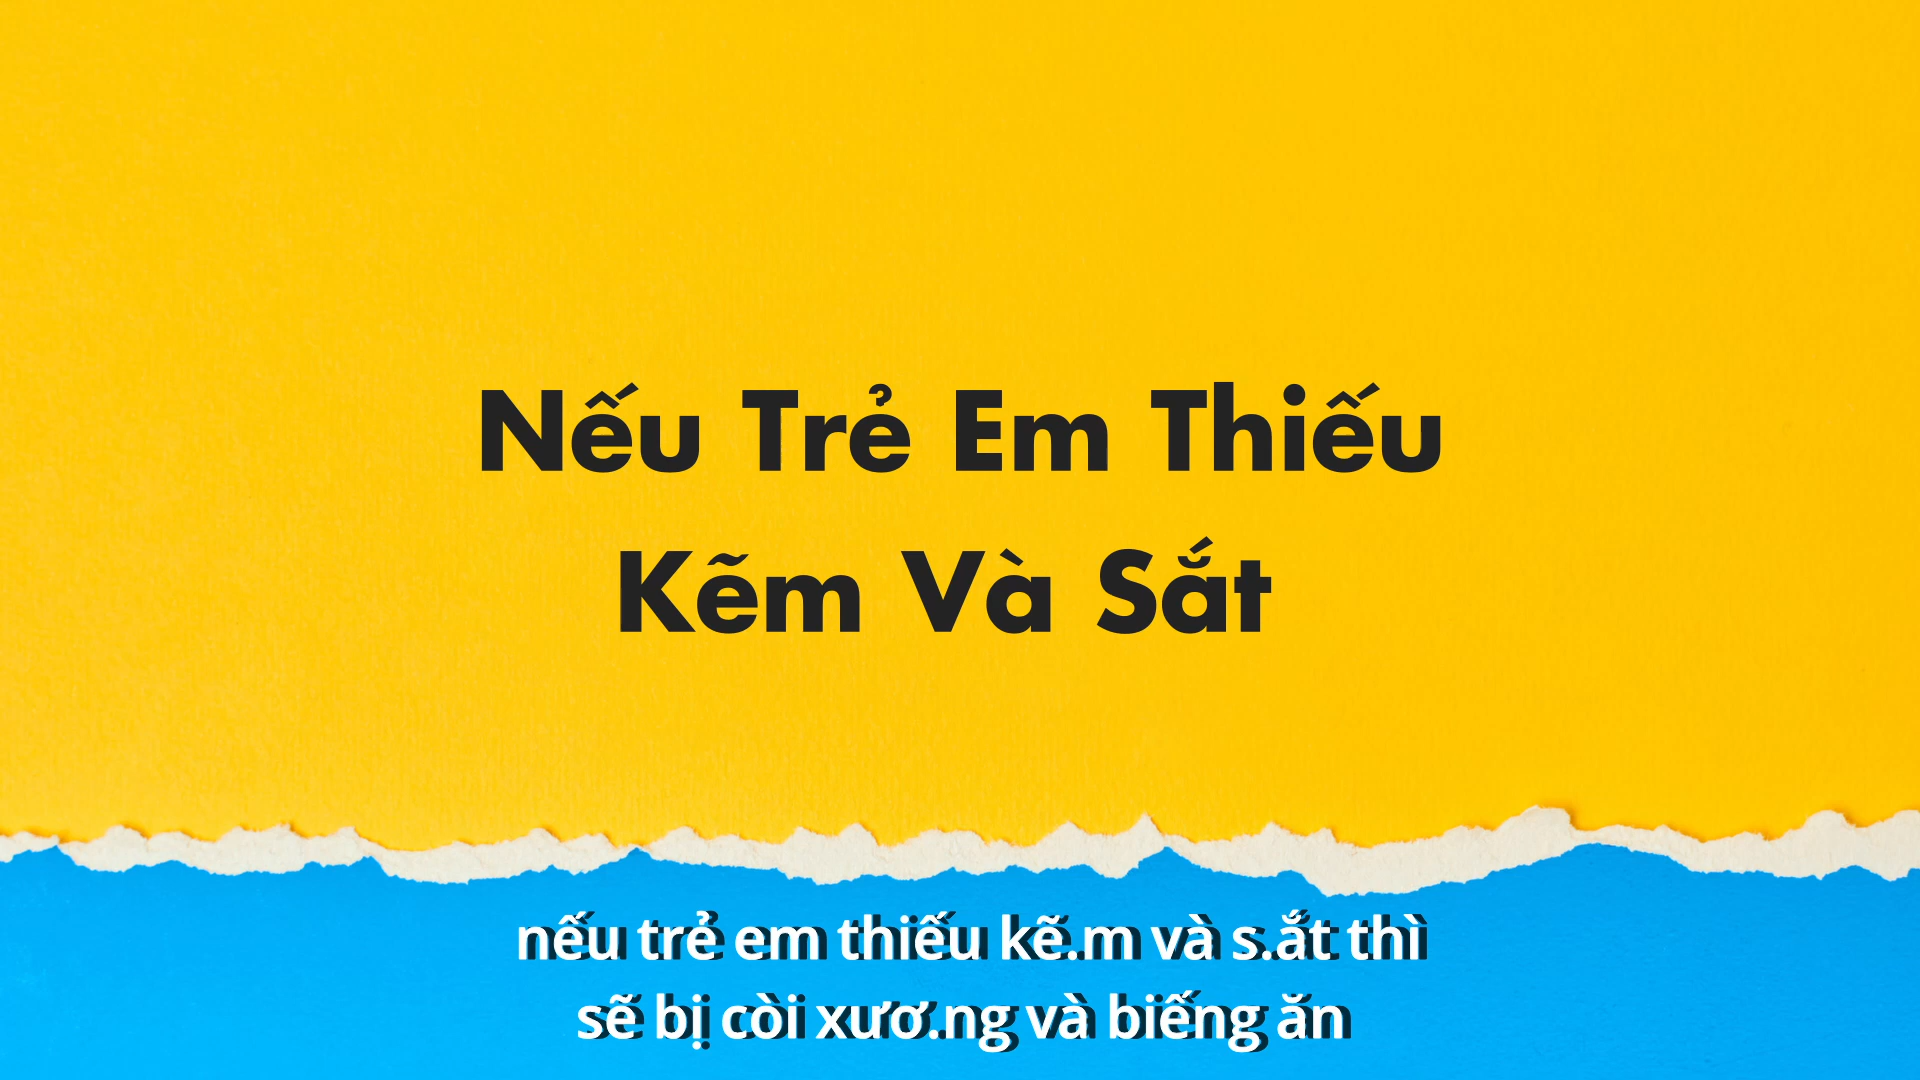 Nếu Trẻ Em Thiếu
Kẽm Và Sắt
nếu trẻ em thiếu kẽ.m và s.ắt thì
sẽ bị còi xươ.ng và biếng ăn